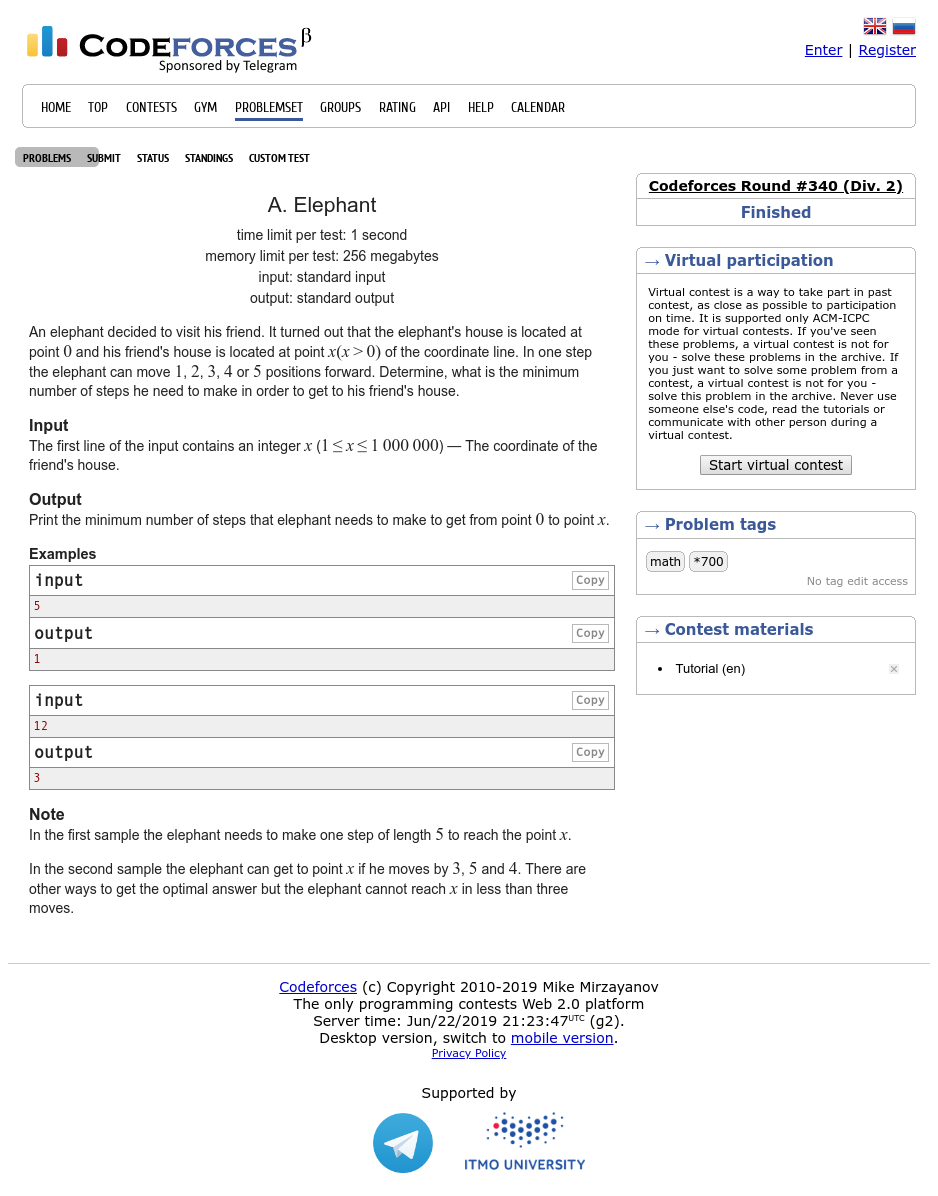 CODEFORCES β
Sponsored by Telegram
Enter | Register
HOME TOP CONTESTS GYM PROBLEMSET GROUPS RATING API HELP CALENDAR
PROBLEMS SUBMIT STATUS STANDINGS CUSTOM TEST
A. Elephant
time limit per test: 1 second
memory limit per test: 256 megabytes
input: standard input
output: standard output
An elephant decided to visit his friend. It turned out that the elephant's house is located at
point 0 and his friend's house is located at point x(x > 0) of the coordinate line. In one step
the elephant can move 1, 2, 3, 4 or 5 positions forward. Determine, what is the minimum
number of steps he need to make in order to get to his friend's house.
Input
The first line of the input contains an integer x (1 ≤ x ≤ 1 000 000) — The coordinate of the
friend's house.
Output
Print the minimum number of steps that elephant needs to make to get from point 0 to point x.
Examples
input Copy
5
output Copy
1
input Copy
12
output Copy
3
Note
In the first sample the elephant needs to make one step of length 5 to reach the point x.
In the second sample the elephant can get to point x if he moves by 3, 5 and 4. There are
other ways to get the optimal answer but the elephant cannot reach x in less than three
moves.
Codeforces Round #340 (Div. 2)
Finished
→ Virtual participation
Virtual contest is a way to take part in past
contest, as close as possible to participation
on time. It is supported only ACM-ICPC
mode for virtual contests. If you've seen
these problems, a virtual contest is not for
you - solve these problems in the archive. If
you just want to solve some problem from a
contest, a virtual contest is not for you -
solve this problem in the archive. Never use
someone else's code, read the tutorials or
communicate with other person during a
virtual contest.
Start virtual contest
→ Problem tags
math *700
No tag edit access
→ Contest materials
• Tutorial (en) ×
Codeforces (c) Copyright 2010-2019 Mike Mirzayanov
The only programming contests Web 2.0 platform
Server time: Jun/22/2019 21:23:47UTC (g2).
Desktop version, switch to mobile version.
Privacy Policy
Supported by
ITMO UNIVERSITY